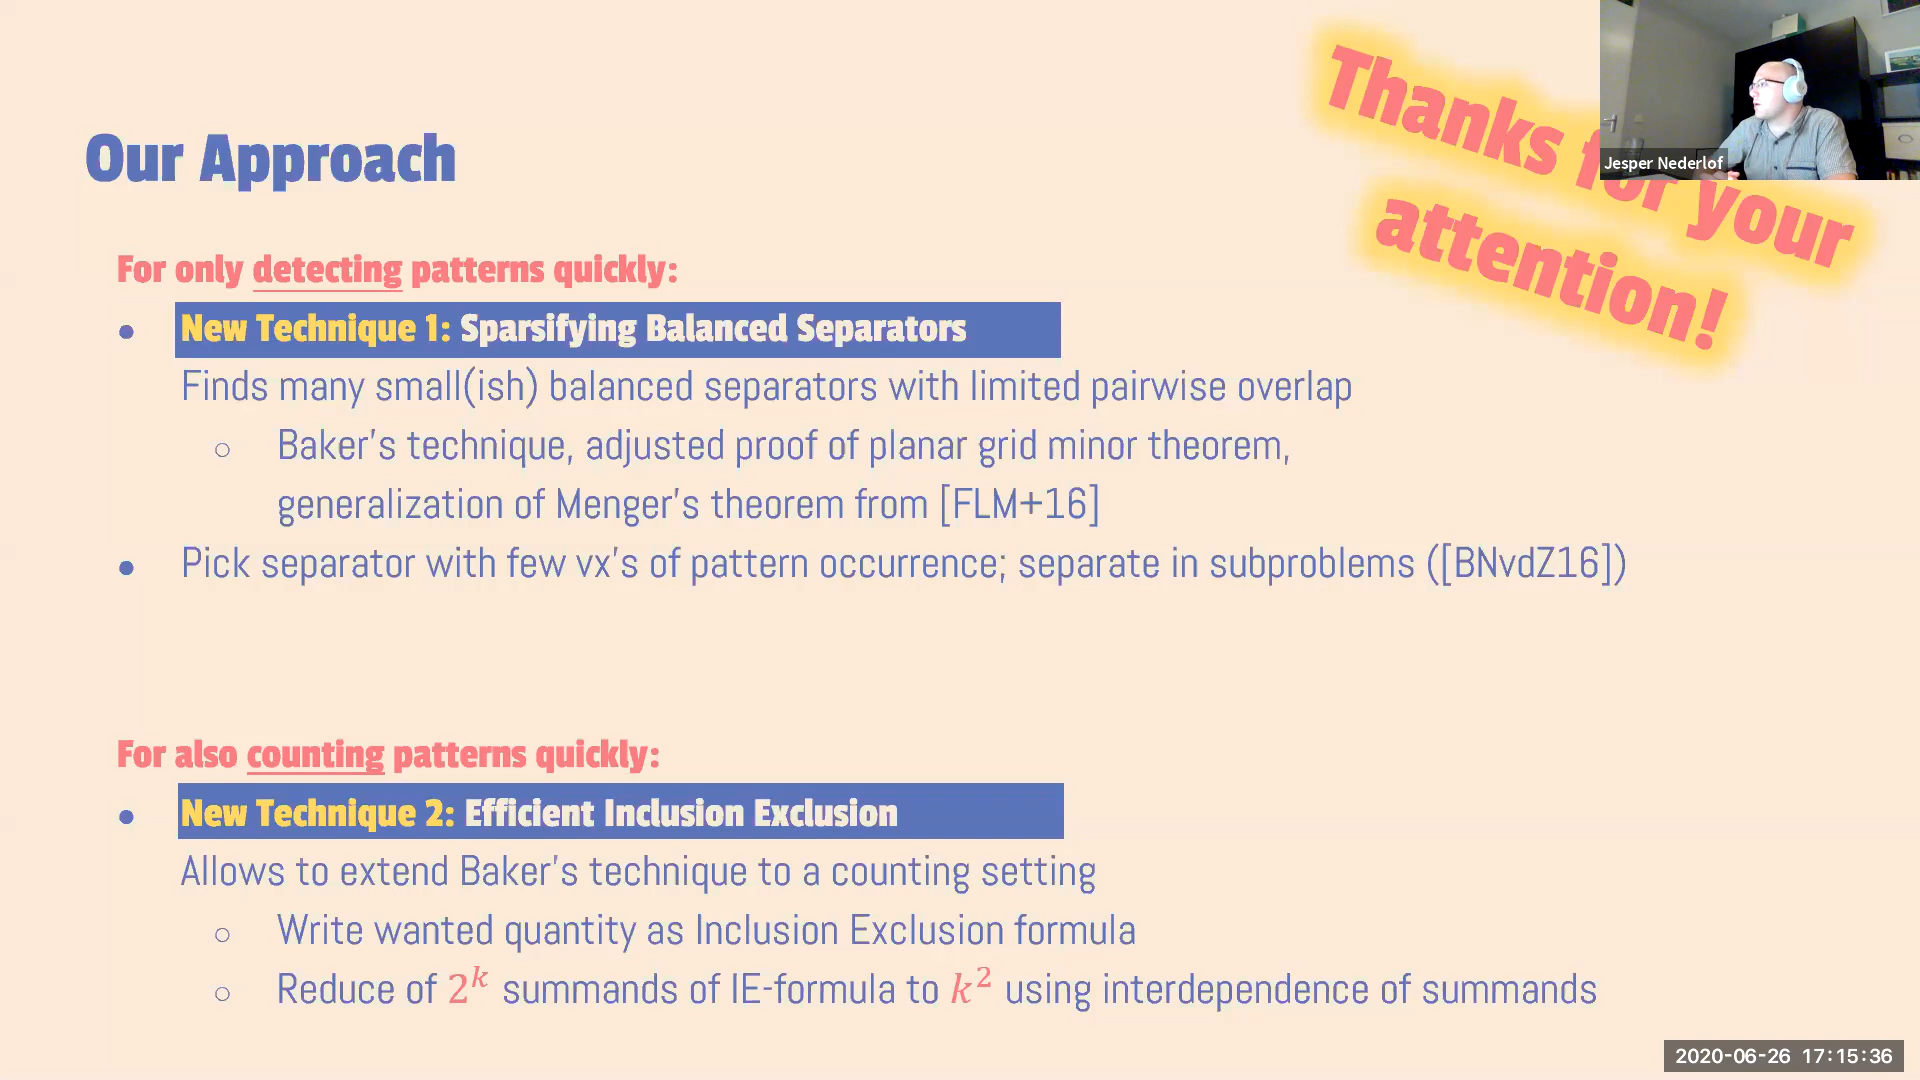 Our Approach
Thanks for your
attention!
Jesper Nederlof
For only detecting patterns quickly:
● New Technique 1: Sparsifying Balanced Separators
Finds many small(ish) balanced separators with limited pairwise overlap
○ Baker's technique, adjusted proof of planar grid minor theorem,
generalization of Menger's theorem from [FLM+16]
● Pick separator with few vx's of pattern occurrence; separate in subproblems ([BNvdZ16])
For also counting patterns quickly:
● New Technique 2: Efficient Inclusion Exclusion
Allows to extend Baker's technique to a counting setting
○ Write wanted quantity as Inclusion Exclusion formula
○ Reduce of 2^k summands of IE-formula to k^2 using interdependence of summands
2020-06-26 17:15:36